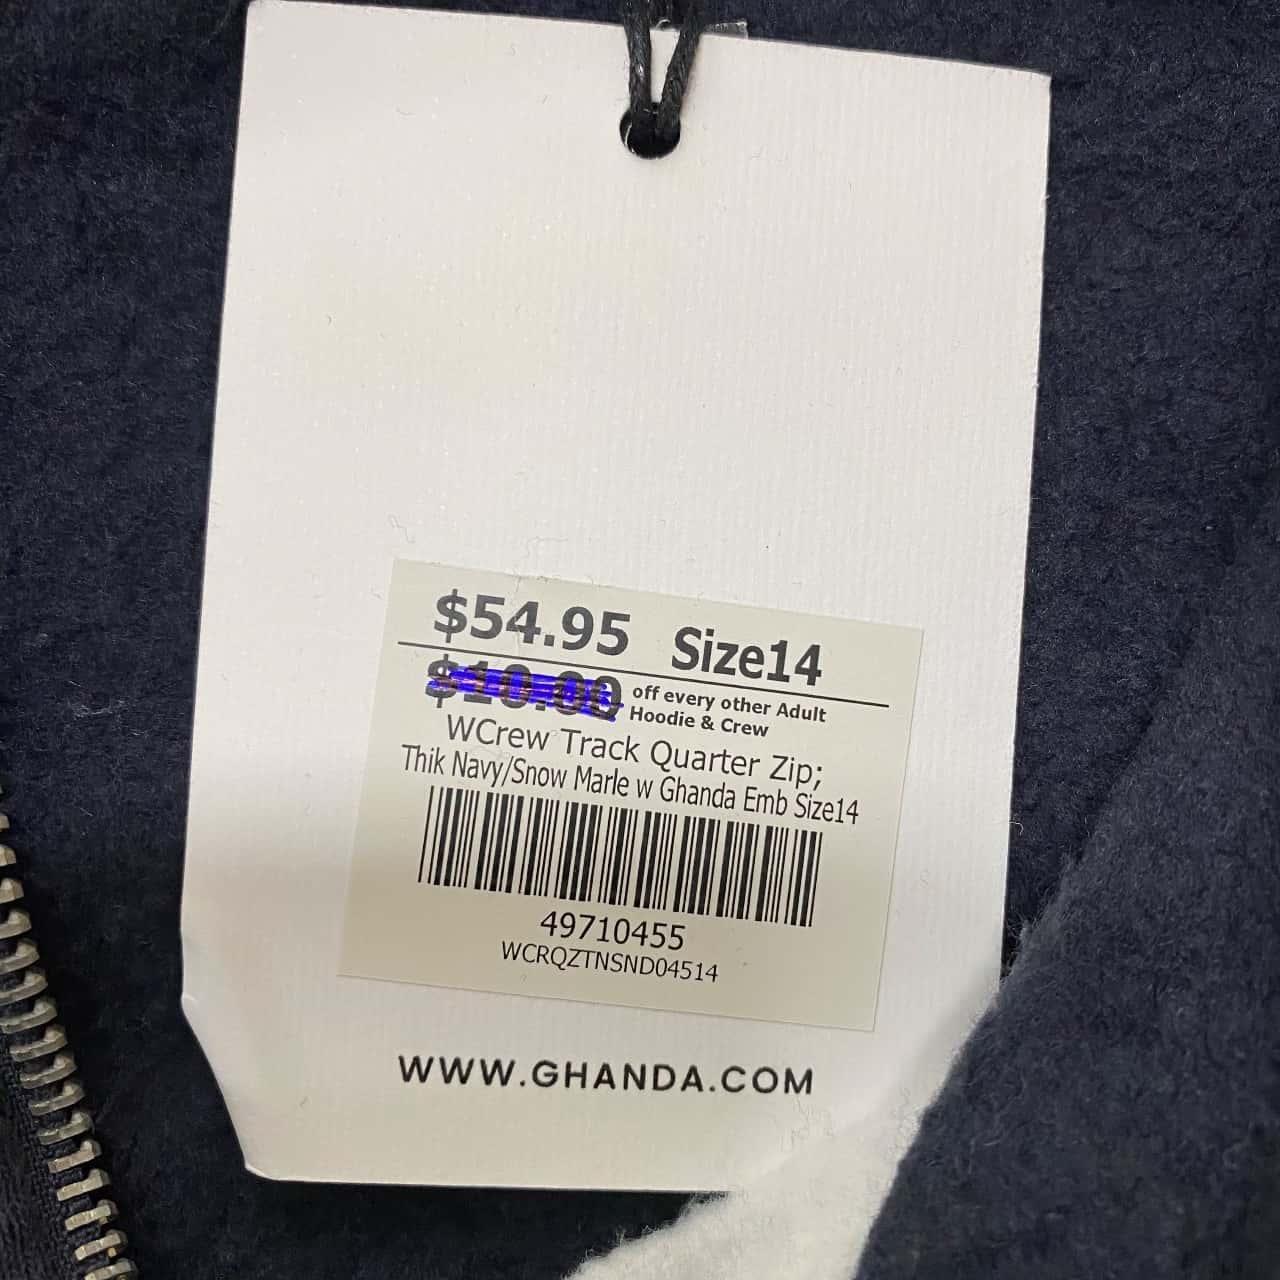 $54.95 Size14
$10.00 off every other Adult
Hoodie & Crew
WCrew Track Quarter Zip;
Thik Navy/Snow Marle w Ghanda Emb Size14
49710455
WCRQZTNSND04514
WWW.GHANDA.COM